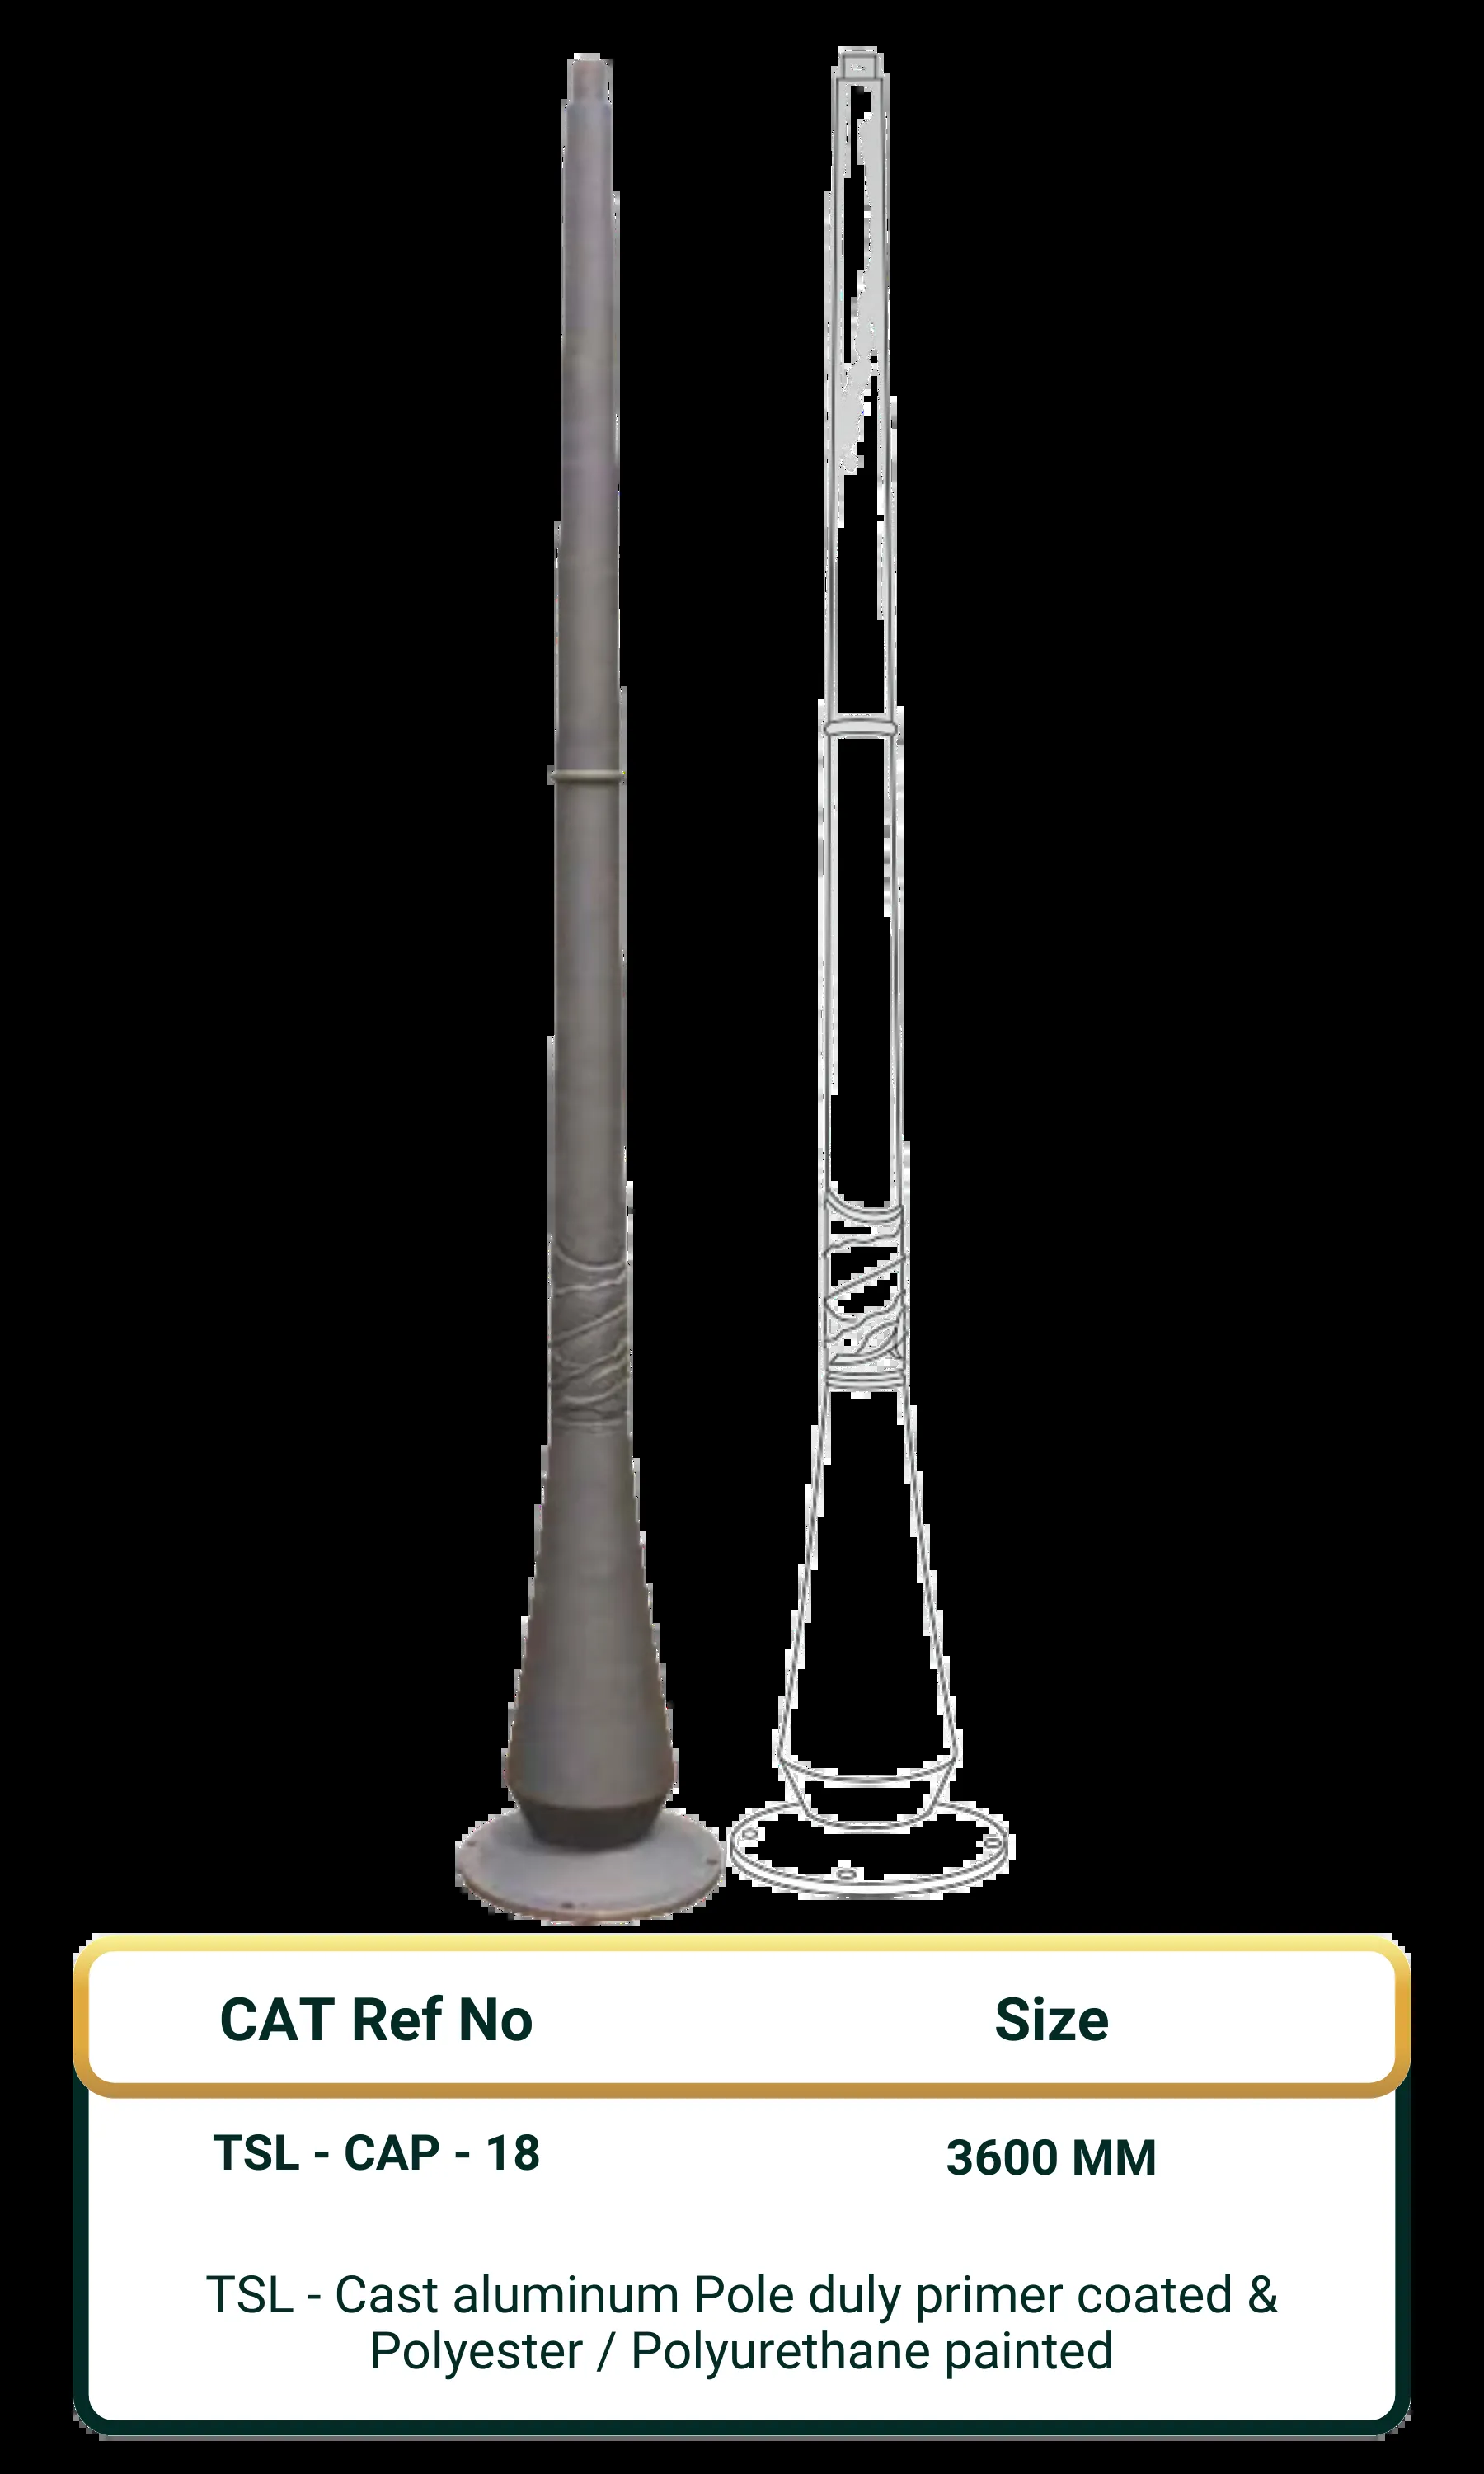 CAT Ref No
Size
TSL - CAP - 18
3600 MM
TSL - Cast aluminum Pole duly primer coated &
Polyester / Polyurethane painted